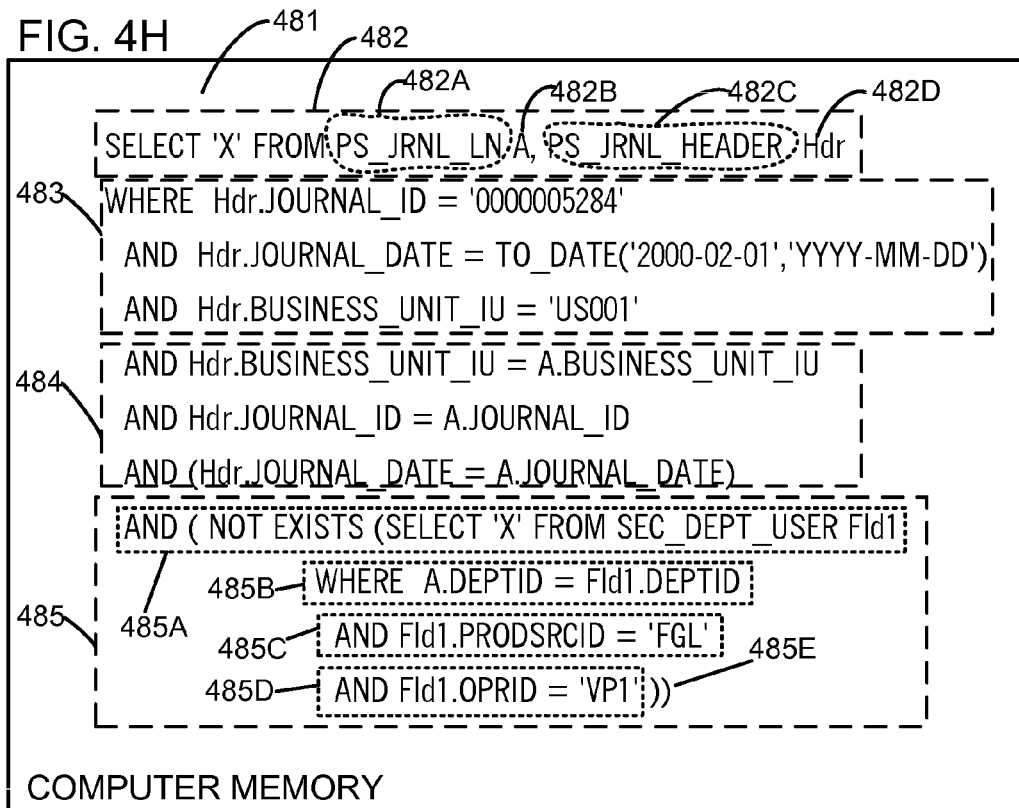 FIG. 4H
481
482
482A
482B
482C
482D
SELECT 'X' FROM PS_JRNL_LN A, PS_JRNL_HEADER Hdr
483
WHERE Hdr.JOURNAL_ID = '0000005284'
AND Hdr.JOURNAL_DATE = TO_DATE('2000-02-01','YYYY-MM-DD')
AND Hdr.BUSINESS_UNIT_IU = 'US001'
484
AND Hdr.BUSINESS_UNIT_IU = A.BUSINESS_UNIT_IU
AND Hdr.JOURNAL_ID = A.JOURNAL_ID
AND (Hdr.JOURNAL_DATE = A.JOURNAL_DATE)
AND ( NOT EXISTS (SELECT 'X' FROM SEC_DEPT_USER Fld1
485B
WHERE A.DEPTID = Fld1.DEPTID
485
485A
485C
AND Fld1.PRODSRCID = 'FGL'
485E
485D
AND Fld1.OPRID = 'VP1' ))
COMPUTER MEMORY